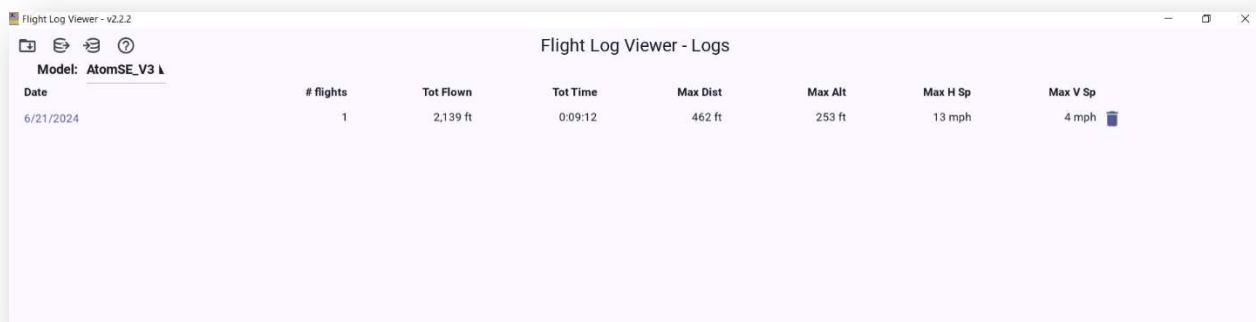 Flight Log Viewer - v2.2.2
Flight Log Viewer - Logs
Model: AtomSE_V3
Date # flights Tot Flown Tot Time Max Dist Max Alt Max H Sp Max V Sp
6/21/2024 1 2,139 ft 0:09:12 462 ft 253 ft 13 mph 4 mph